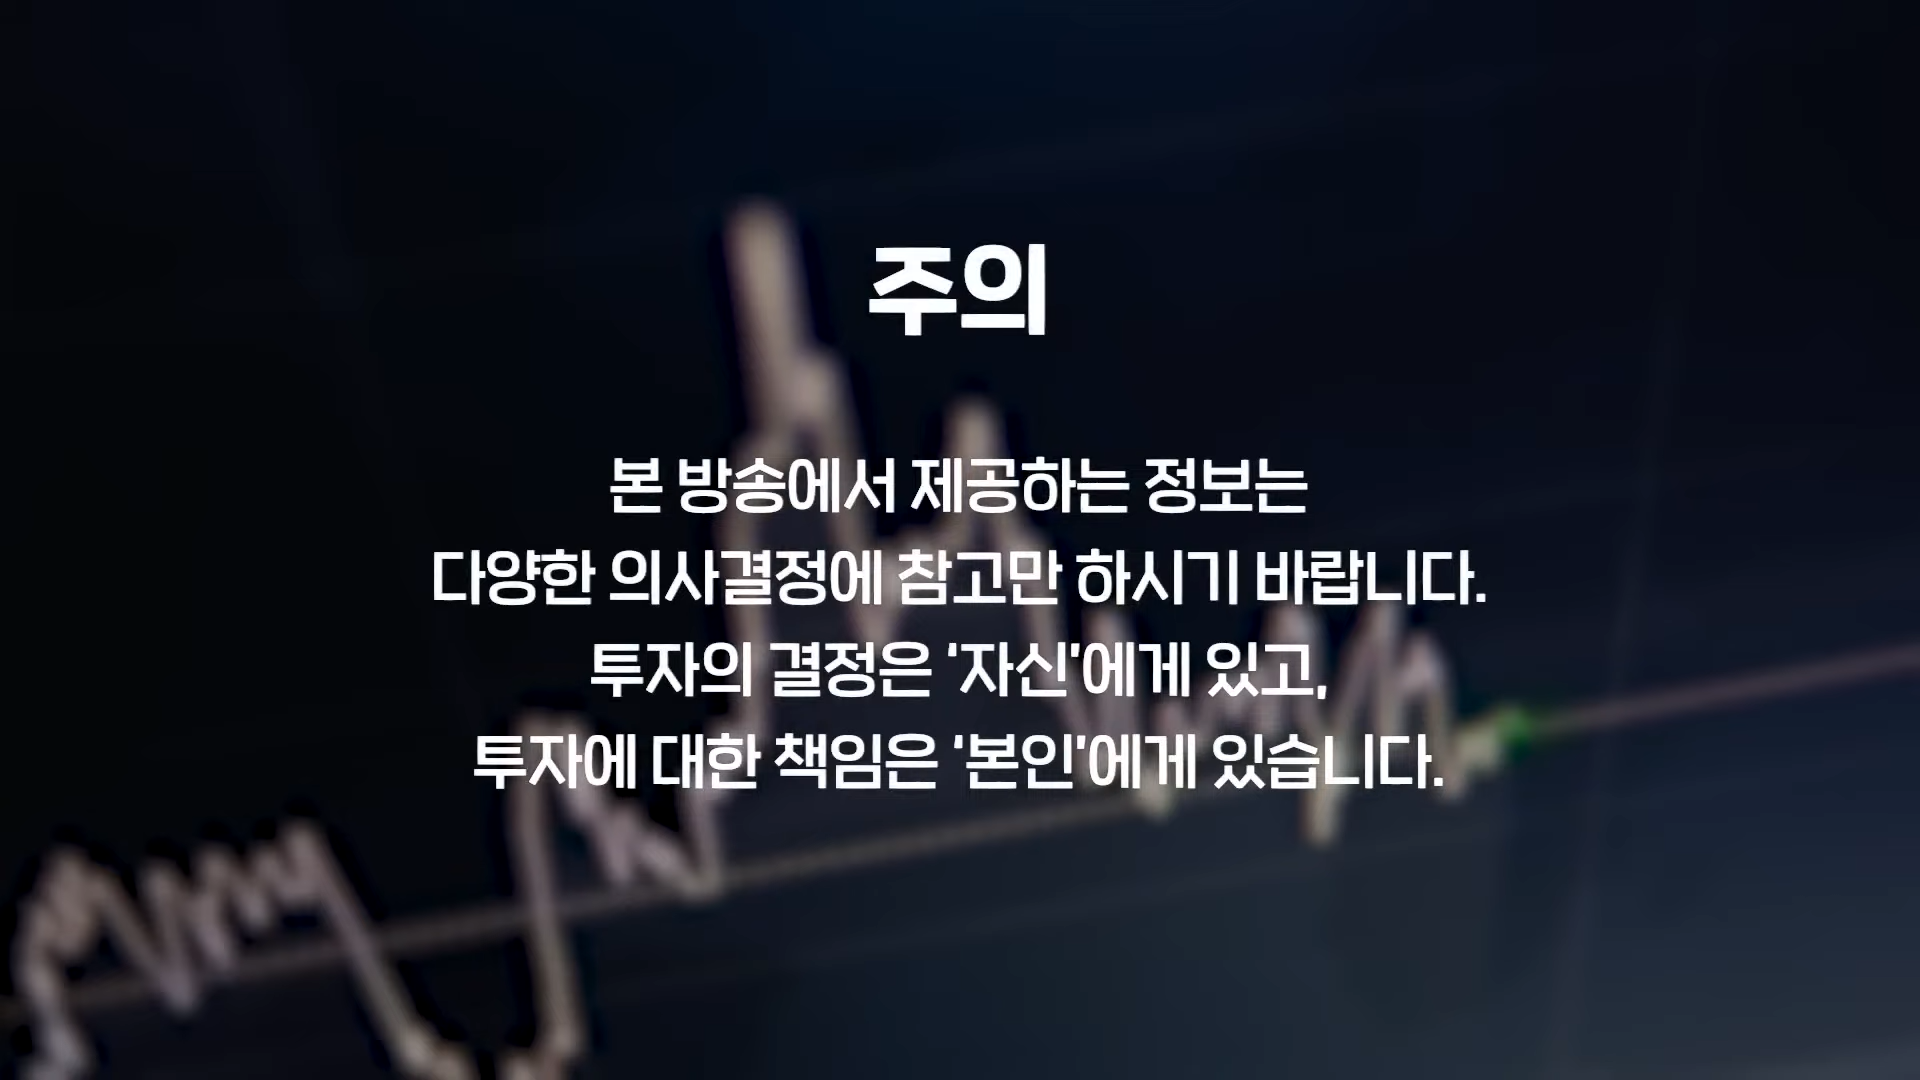 주의
본 방송에서 제공하는 정보는
다양한 의사결정에 참고만 하시기 바랍니다.
투자의 결정은 ‘자신’에게 있고,
투자에 대한 책임은 ‘본인’에게 있습니다.